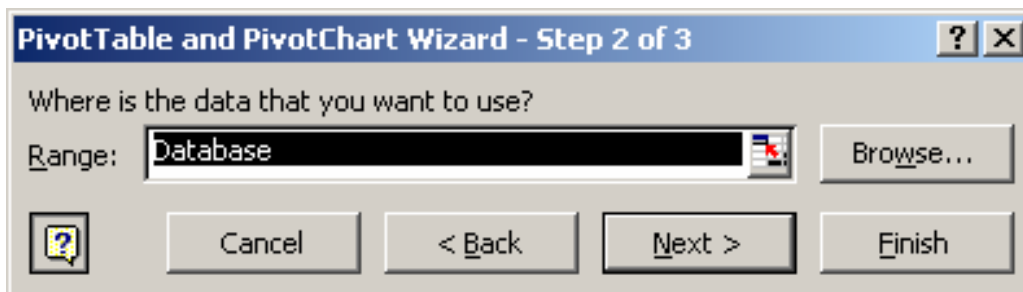 PivotTable and PivotChart Wizard - Step 2 of 3 ? X
Where is the data that you want to use?
Range: Database Browse...
? Cancel < Back Next > Finish